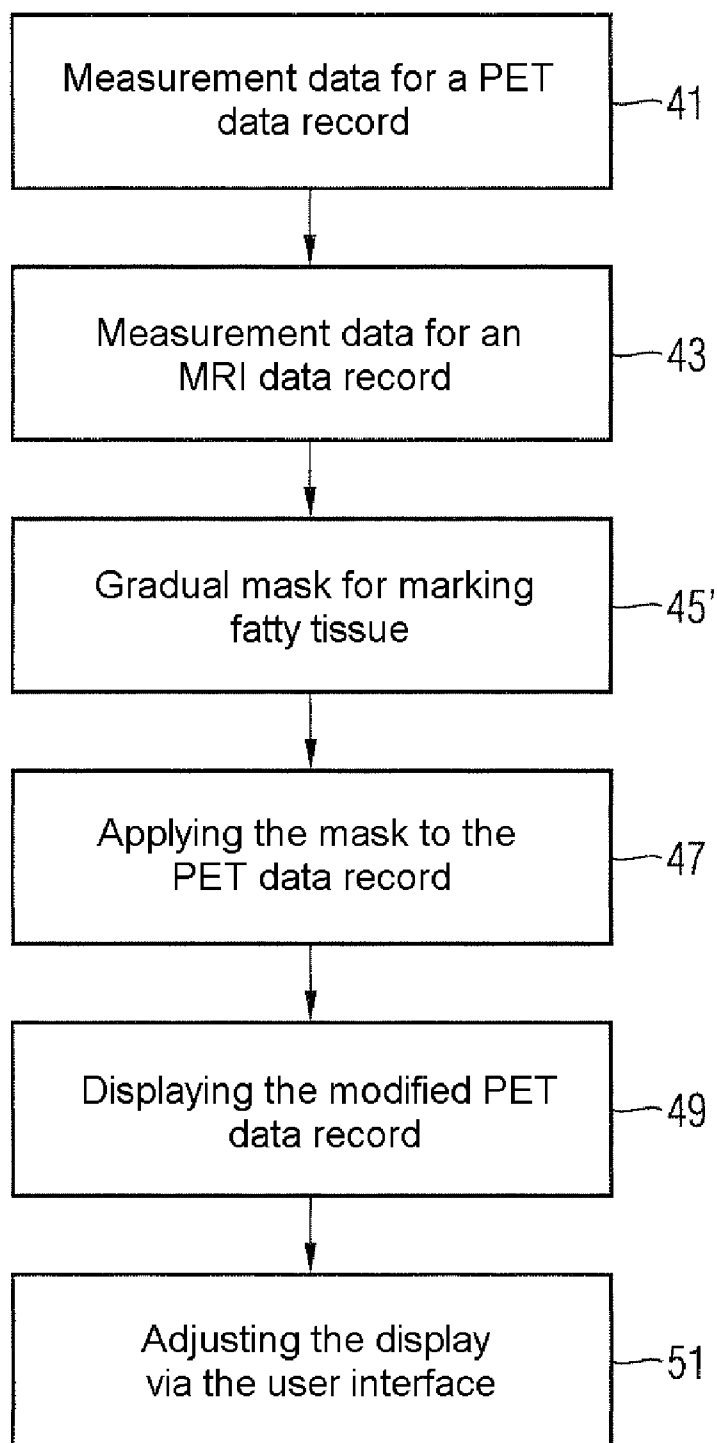 Measurement data for a PET
data record
41
Measurement data for an
MRI data record
43
Gradual mask for marking
fatty tissue
45'
Applying the mask to the
PET data record
47
Displaying the modified PET
data record
49
Adjusting the display
via the user interface
51